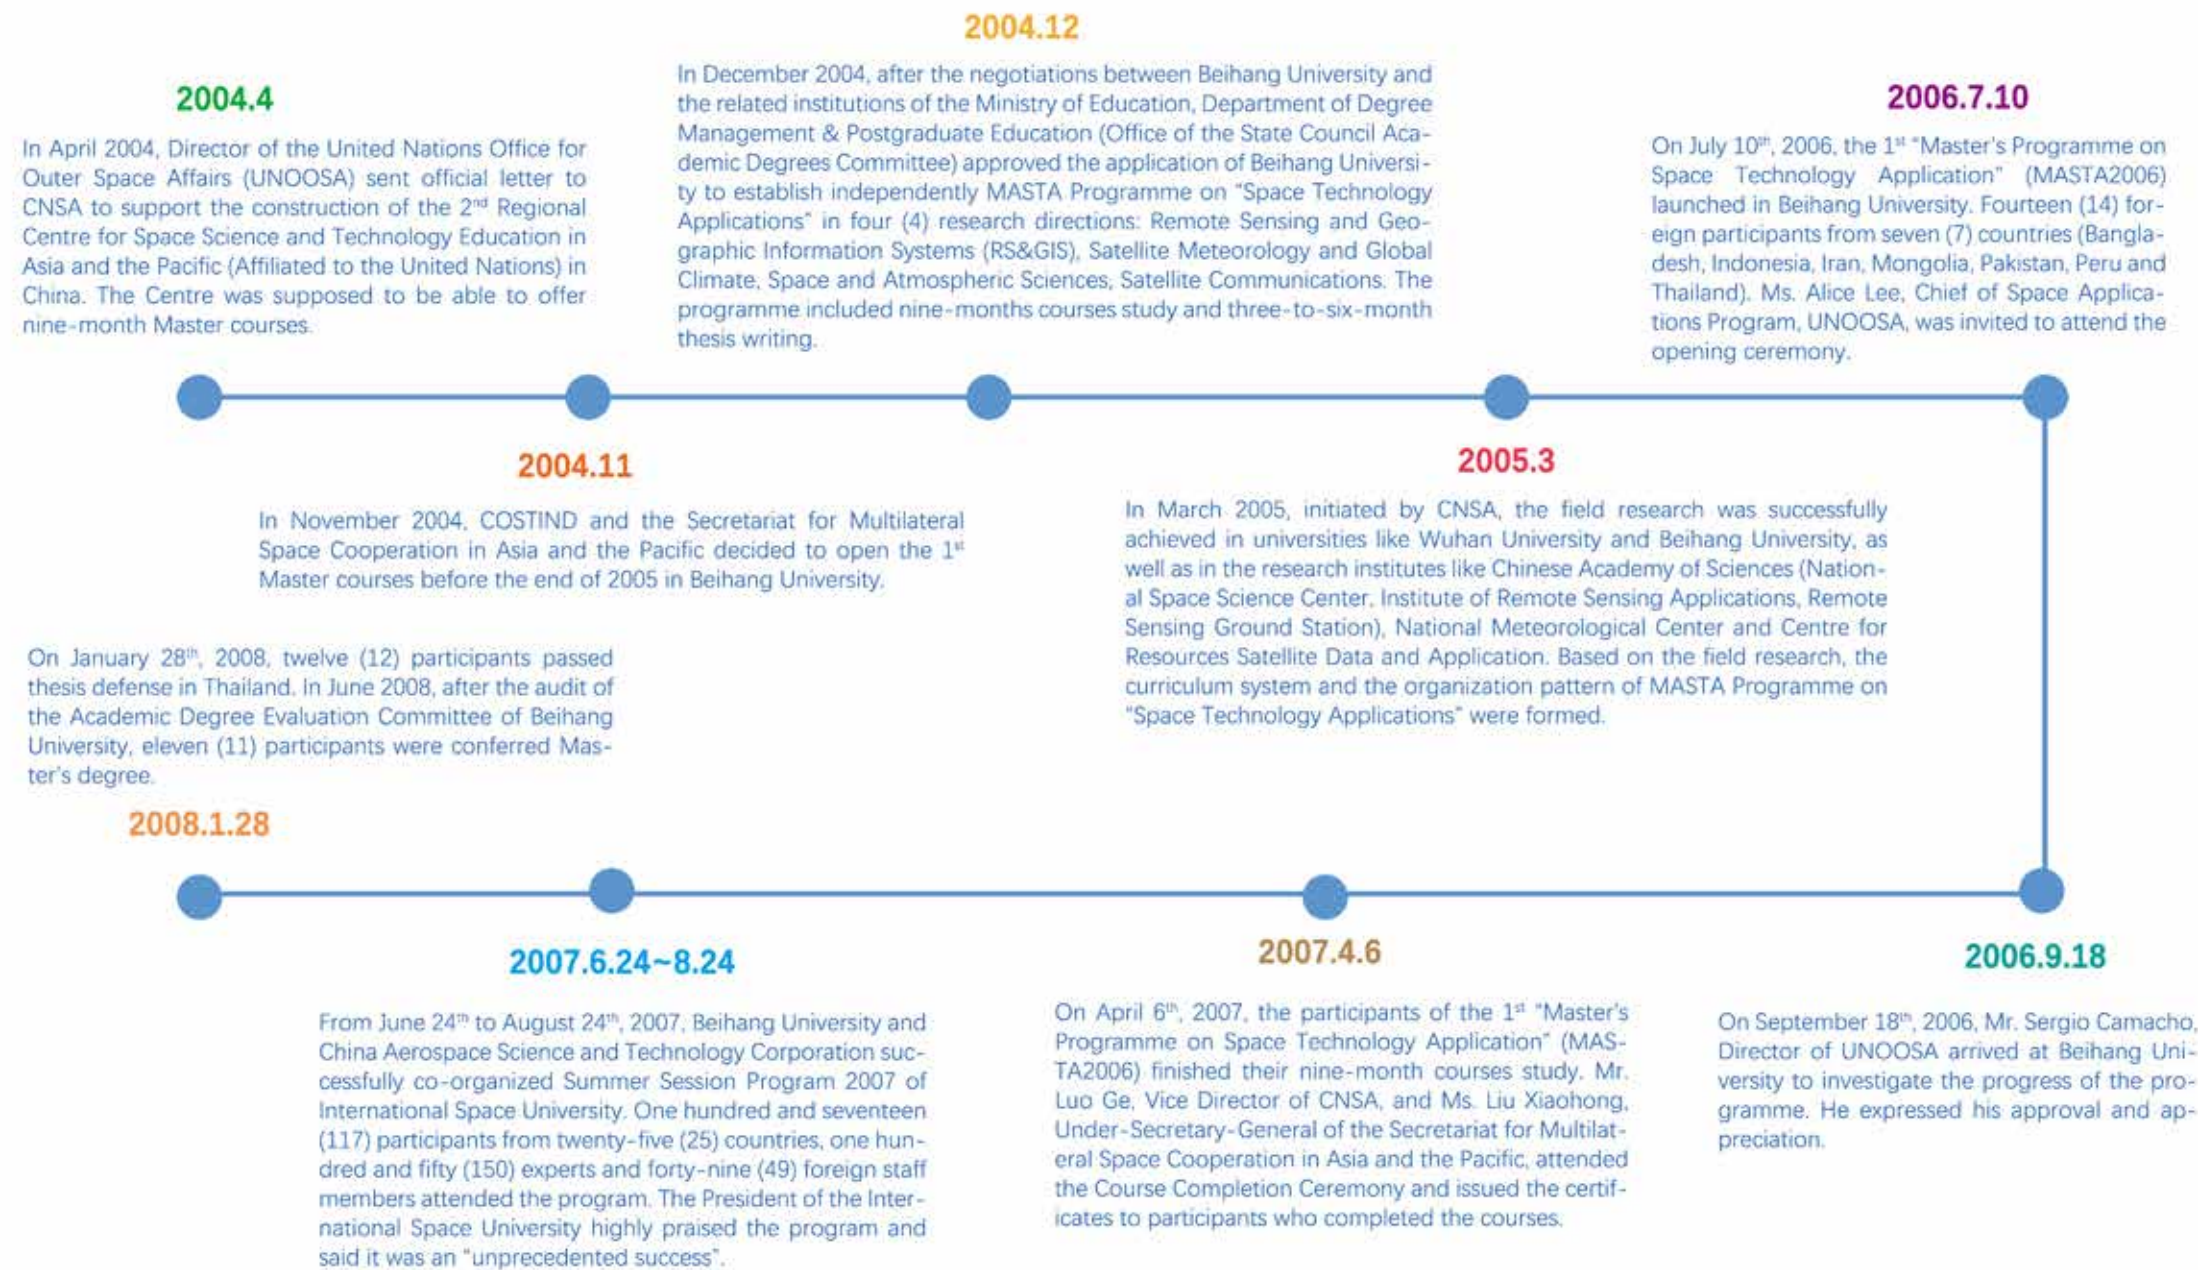 2004.4
In April 2004, Director of the United Nations Office for
Outer Space Affairs (UNOOSA) sent official letter to
CNSA to support the construction of the 2nd Regional
Centre for Space Science and Technology Education in
Asia and the Pacific (Affiliated to the United Nations) in
China. The Centre was supposed to be able to offer
nine-month Master courses.
2004.11
In November 2004, COSTIND and the Secretariat for Multilateral
Space Cooperation in Asia and the Pacific decided to open the 1st
Master courses before the end of 2005 in Beihang University.
2004.12
In December 2004, after the negotiations between Beihang University and
the related institutions of the Ministry of Education, Department of Degree
Management & Postgraduate Education (Office of the State Council Aca-
demic Degrees Committee) approved the application of Beihang Universi-
ty to establish independently MASTA Programme on "Space Technology
Applications" in four (4) research directions: Remote Sensing and Geo-
graphic Information Systems (RS&GIS), Satellite Meteorology and Global
Climate, Space and Atmospheric Sciences, Satellite Communications. The
programme included nine-months courses study and three-to-six-month
thesis writing.
2005.3
In March 2005, initiated by CNSA, the field research was successfully
achieved in universities like Wuhan University and Beihang University, as
well as in the research institutes like Chinese Academy of Sciences (Nation-
al Space Science Center, Institute of Remote Sensing Applications, Remote
Sensing Ground Station), National Meteorological Center and Centre for
Resources Satellite Data and Application. Based on the field research, the
curriculum system and the organization pattern of MASTA Programme on
"Space Technology Applications" were formed.
2006.7.10
On July 10th, 2006, the 1st "Master's Programme on
Space Technology Application" (MASTA2006)
launched in Beihang University. Fourteen (14) for-
eign participants from seven (7) countries (Bangla-
desh, Indonesia, Iran, Mongolia, Pakistan, Peru and
Thailand). Ms. Alice Lee, Chief of Space Applica-
tions Program, UNOOSA, was invited to attend the
opening ceremony.
2006.9.18
On September 18th, 2006, Mr. Sergio Camacho,
Director of UNOOSA arrived at Beihang Uni-
versity to investigate the progress of the pro-
gramme. He expressed his approval and ap-
preciation.
2007.4.6
On April 6th, 2007, the participants of the 1st "Master's
Programme on Space Technology Application" (MAS-
TA2006) finished their nine-month courses study. Mr.
Luo Ge, Vice Director of CNSA, and Ms. Liu Xiaohong,
Under-Secretary-General of the Secretariat for Multilat-
eral Space Cooperation in Asia and the Pacific, attended
the Course Completion Ceremony and issued the certif-
icates to participants who completed the courses.
2007.6.24~8.24
From June 24th to August 24th, 2007, Beihang University and
China Aerospace Science and Technology Corporation suc-
cessfully co-organized Summer Session Program 2007 of
International Space University. One hundred and seventeen
(117) participants from twenty-five (25) countries, one hun-
dred and fifty (150) experts and forty-nine (49) foreign staff
members attended the program. The President of the Inter-
national Space University highly praised the program and
said it was an "unprecedented success".
On January 28th, 2008, twelve (12) participants passed
thesis defense in Thailand. In June 2008, after the audit of
the Academic Degree Evaluation Committee of Beihang
University, eleven (11) participants were conferred Mas-
ter's degree.
2008.1.28